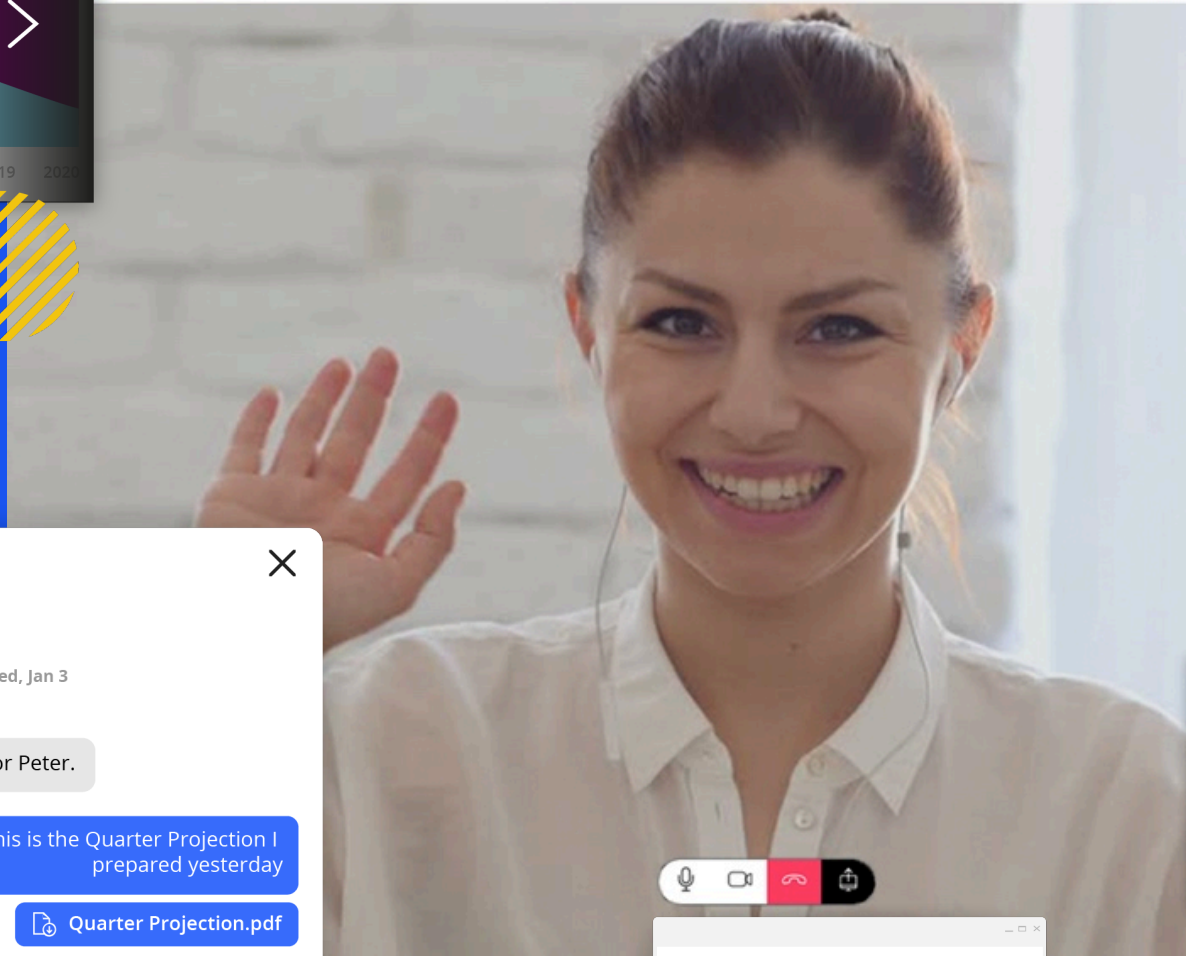 19 2020
ed, Jan 3
or Peter.
his is the Quarter Projection I
prepared yesterday
Quarter Projection.pdf